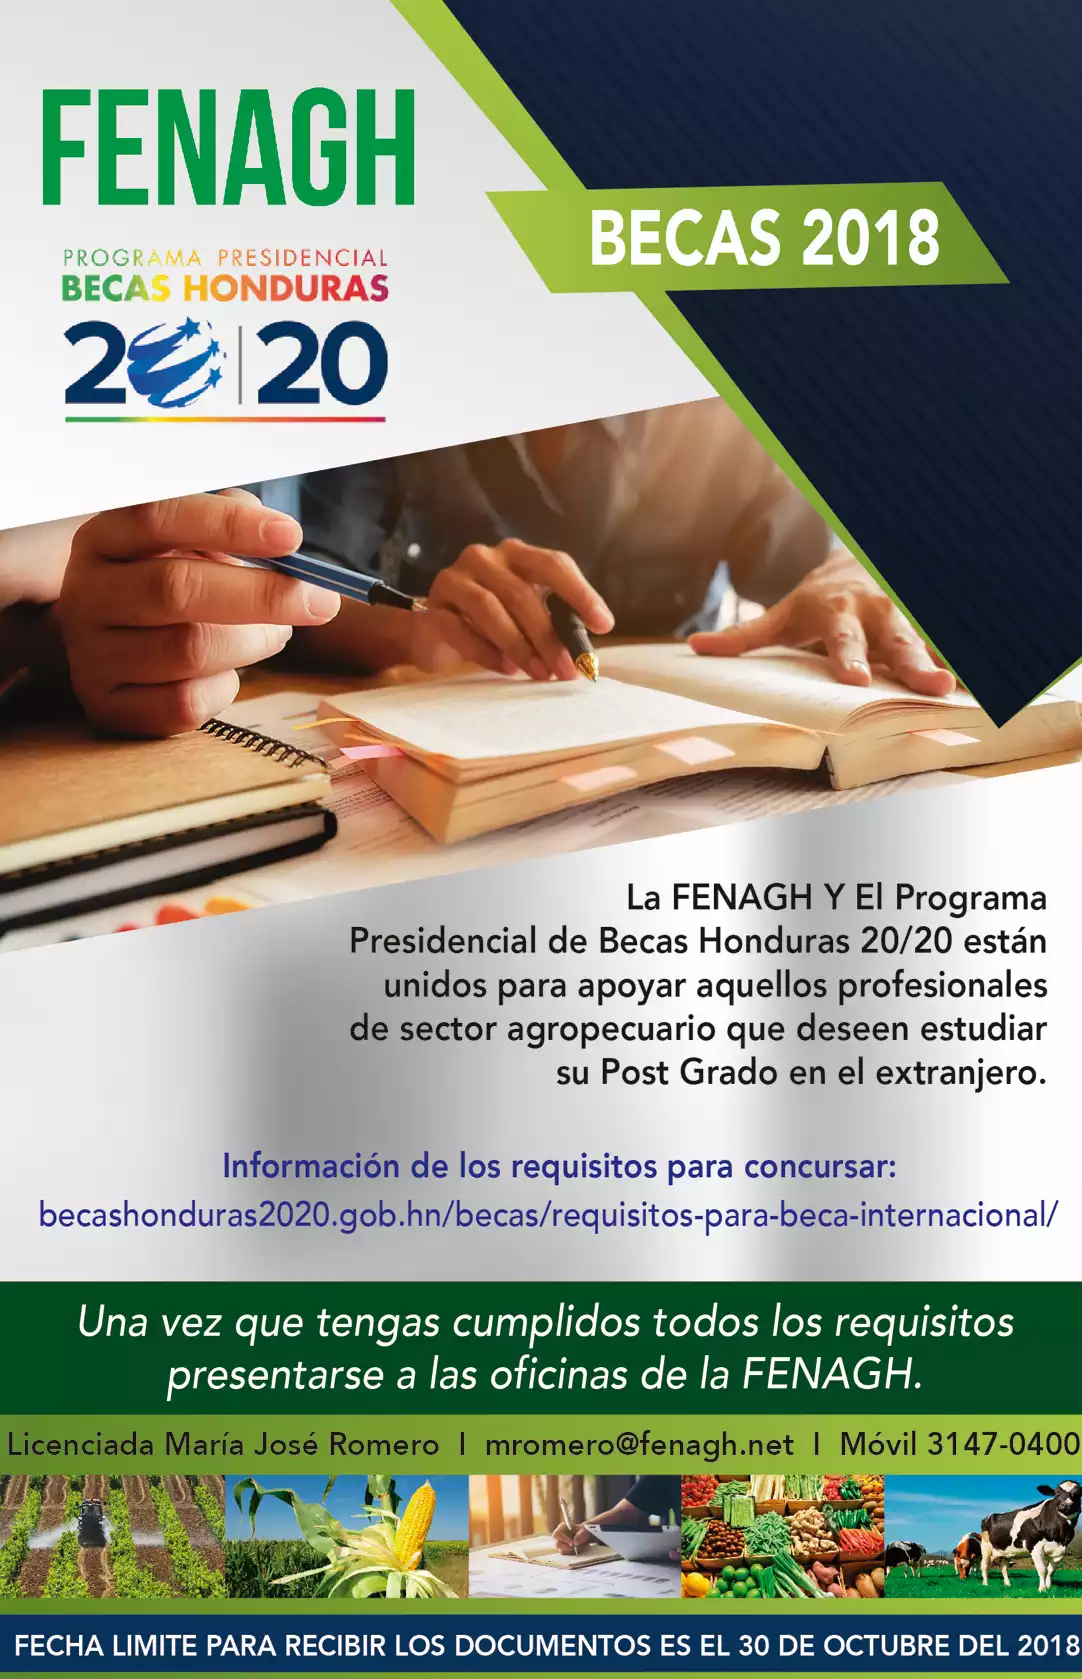 FENAGH
PROGRAMA PRESIDENCIAL
BECAS HONDURAS
20|20
BECAS 2018
La FENAGH Y El Programa
Presidencial de Becas Honduras 20/20 están
unidos para apoyar aquellos profesionales
de sector agropecuario que deseen estudiar
su Post Grado en el extranjero.
Información de los requisitos para concursar:
becashonduras2020.gob.hn/becas/requisitos-para-beca-internacional/
Una vez que tengas cumplidos todos los requisitos
presentarse a las oficinas de la FENAGH.
Licenciada María José Romero | mromero@fenagh.net | Móvil 3147-0400
FECHA LIMITE PARA RECIBIR LOS DOCUMENTOS ES EL 30 DE OCTUBRE DEL 2018